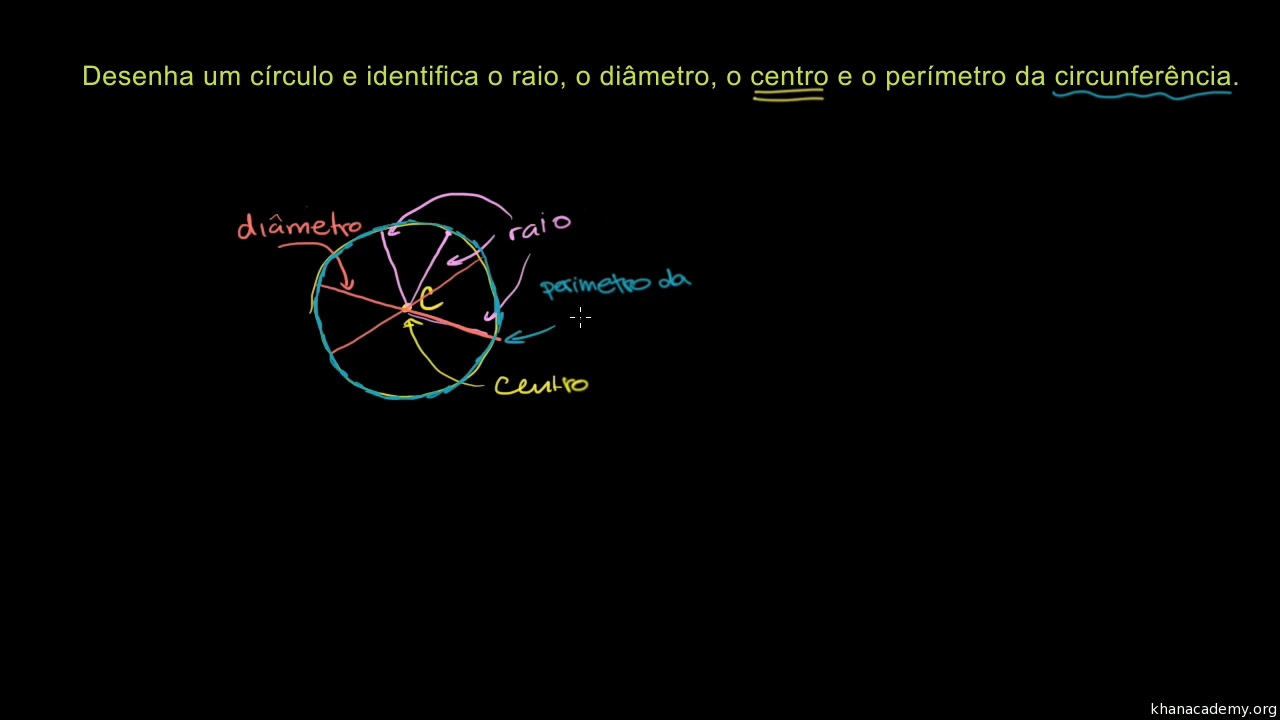 Desenha um círculo e identifica o raio, o diâmetro, o centro e o perímetro da circunferência.
diâmetro
raio
C
perimetro da
centro
khanacademy.org